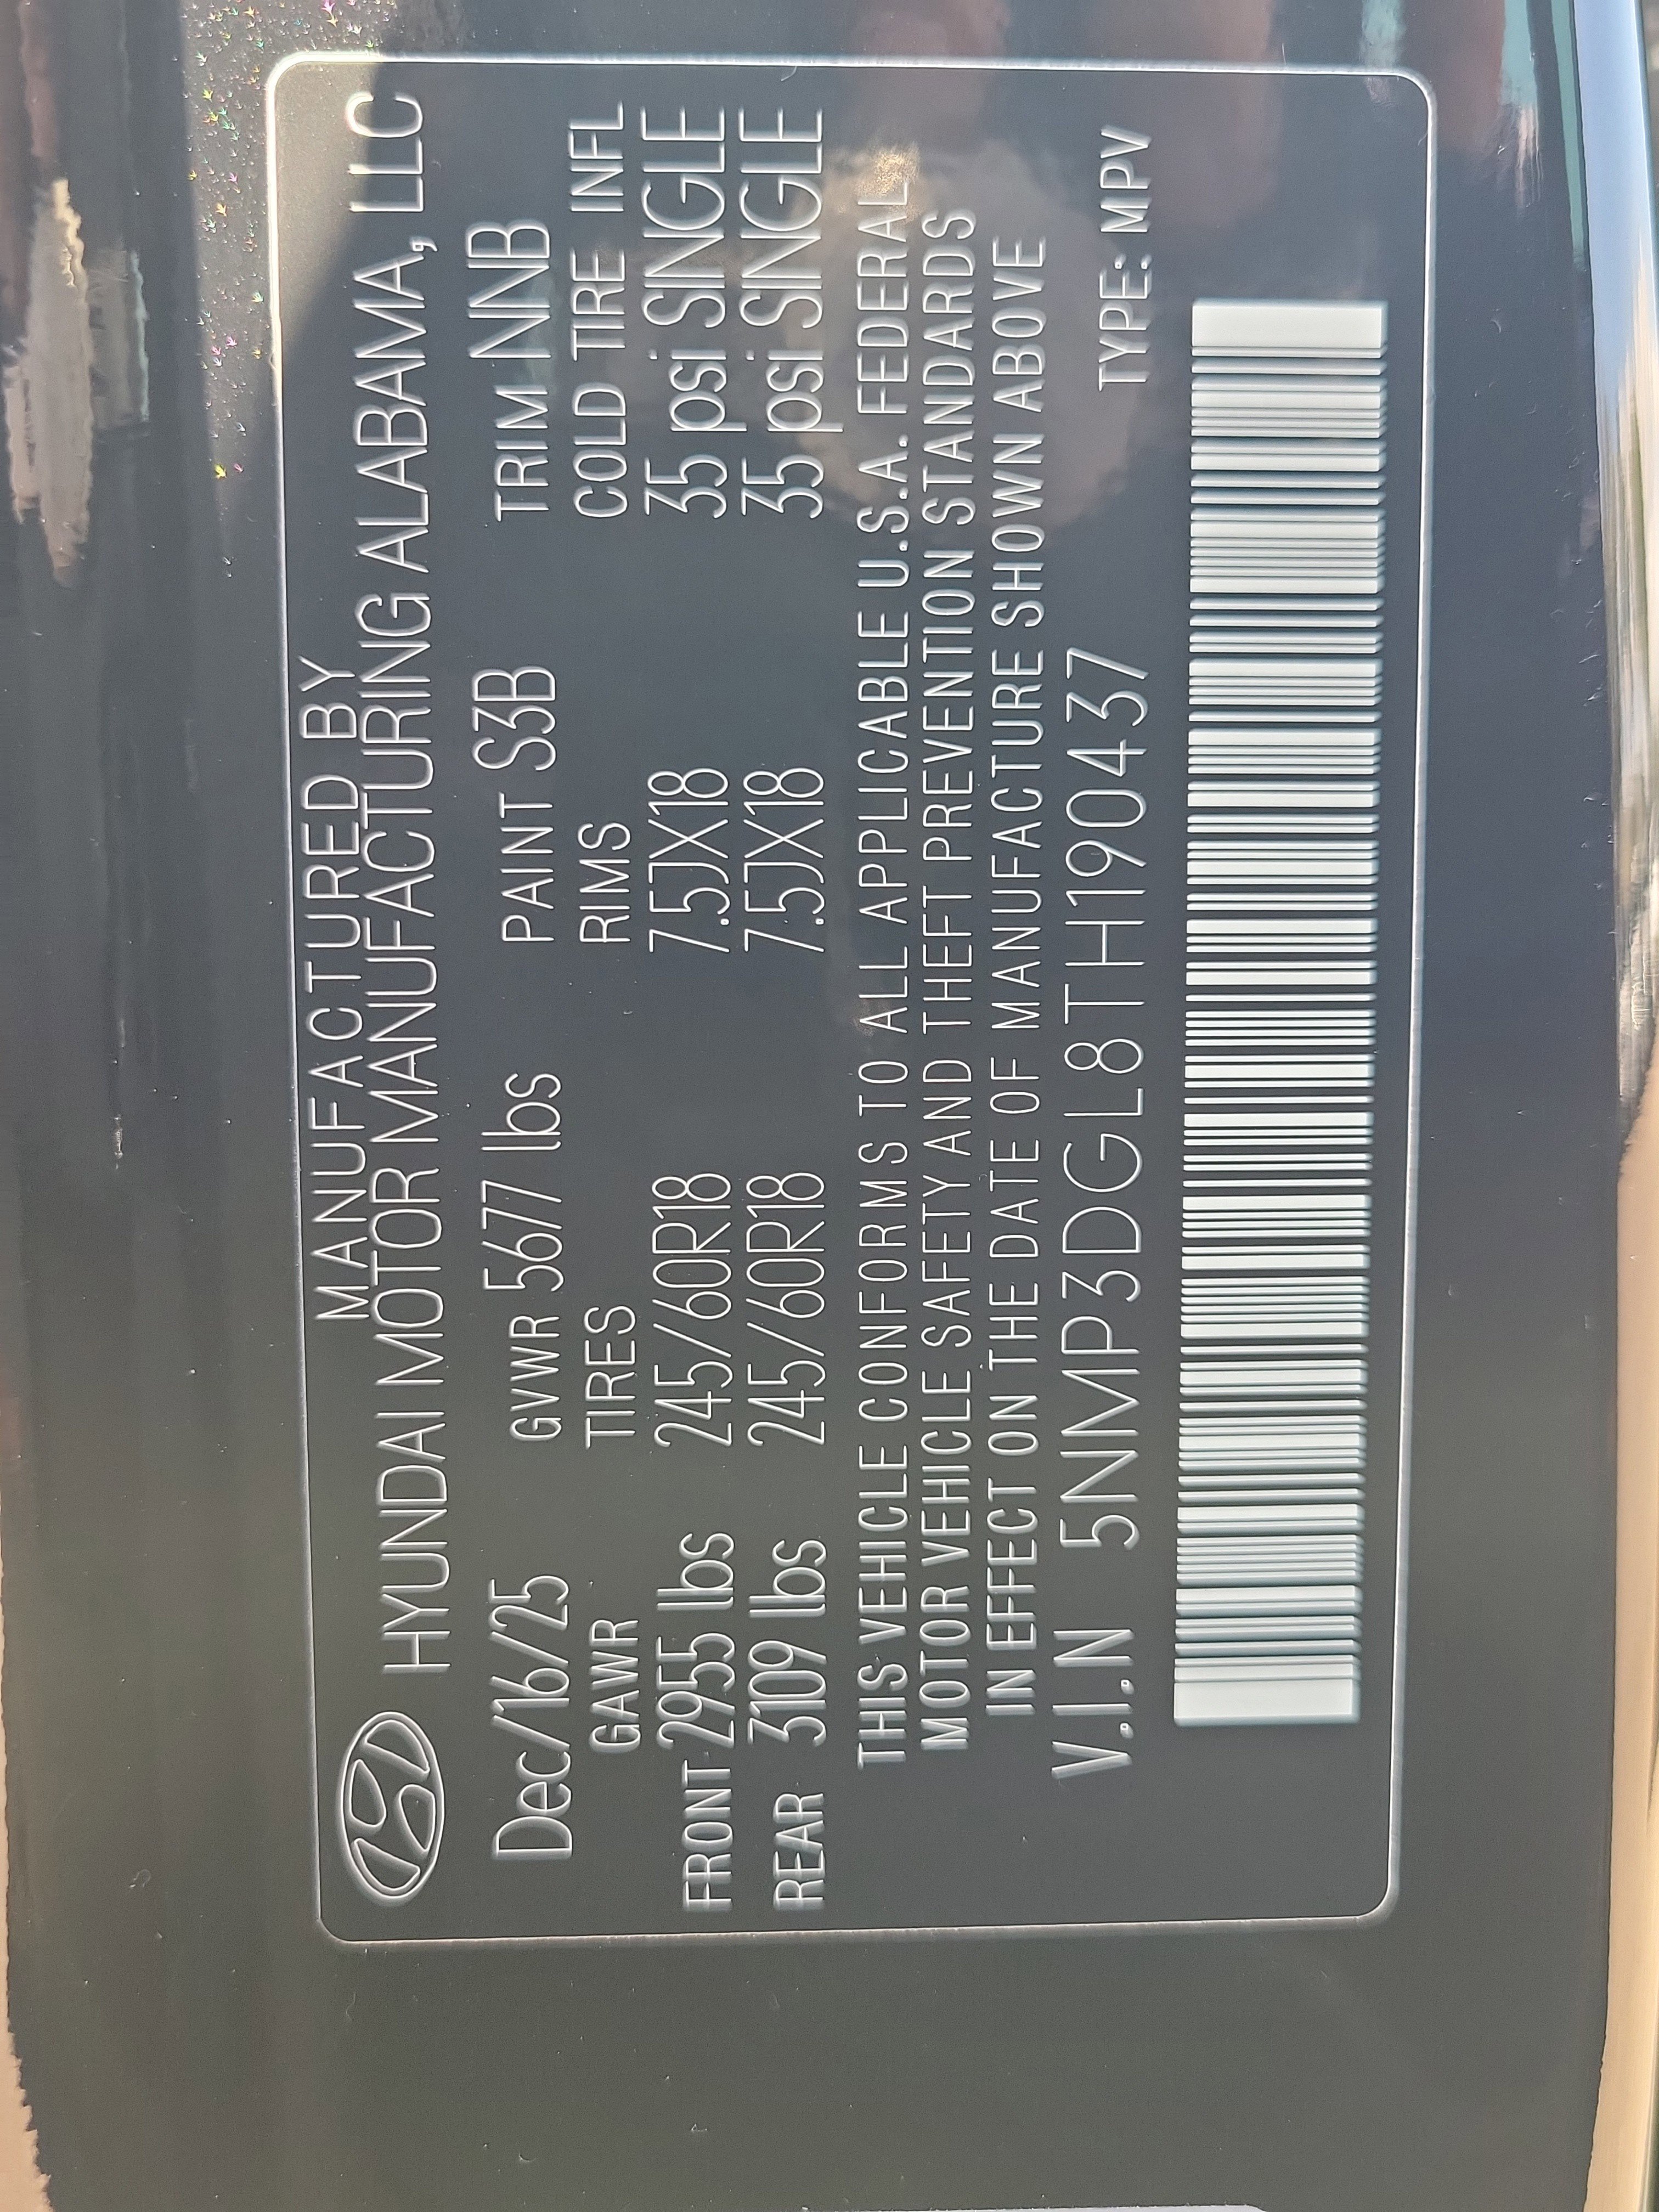 MANUFACTURED BY
HYUNDAI MOTOR MANUFACTURING ALABAMA, LLC
Dec/16/25 GVWR 5677 lbs PAINT S3B TRIM NNB
GAWR TIRES RIMS COLD TIRE INFL
FRONT 2955 lbs 245/60R18 7.5JX18 35 psi SINGLE
REAR 3109 lbs 245/60R18 7.5JX18 35 psi SINGLE
THIS VEHICLE CONFORMS TO ALL APPLICABLE U.S.A. FEDERAL
MOTOR VEHICLE SAFETY AND THEFT PREVENTION STANDARDS
IN EFFECT ON THE DATE OF MANUFACTURE SHOWN ABOVE
V.I.N 5NMP3DGL8TH190437 TYPE: MPV